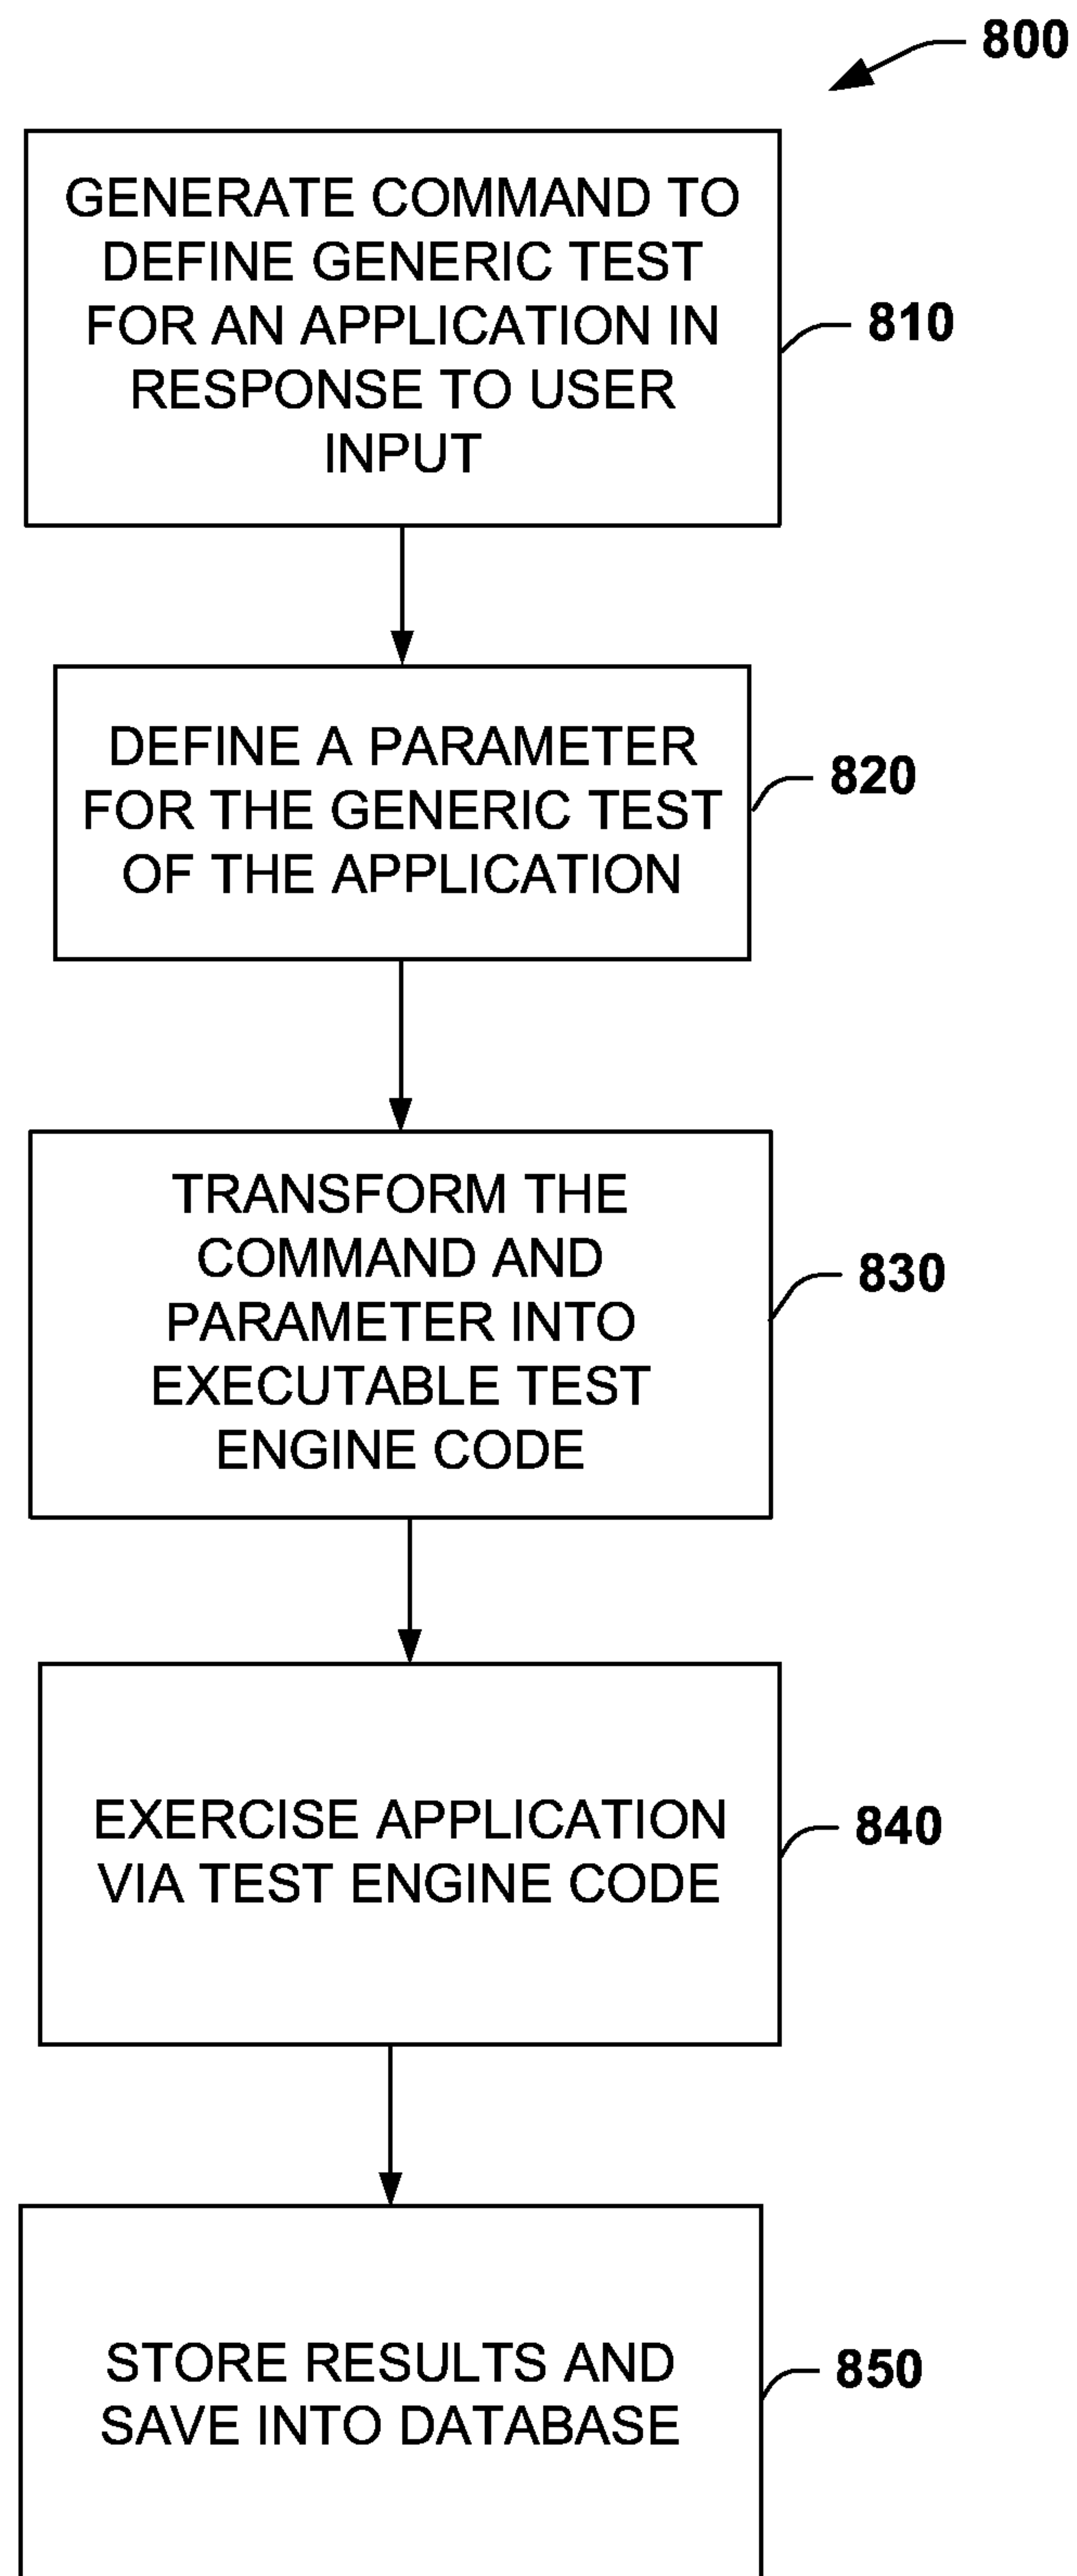 800
GENERATE COMMAND TO
DEFINE GENERIC TEST
FOR AN APPLICATION IN
RESPONSE TO USER
INPUT
810
DEFINE A PARAMETER
FOR THE GENERIC TEST
OF THE APPLICATION
820
TRANSFORM THE
COMMAND AND
PARAMETER INTO
EXECUTABLE TEST
ENGINE CODE
830
EXERCISE APPLICATION
VIA TEST ENGINE CODE
840
STORE RESULTS AND
SAVE INTO DATABASE
850